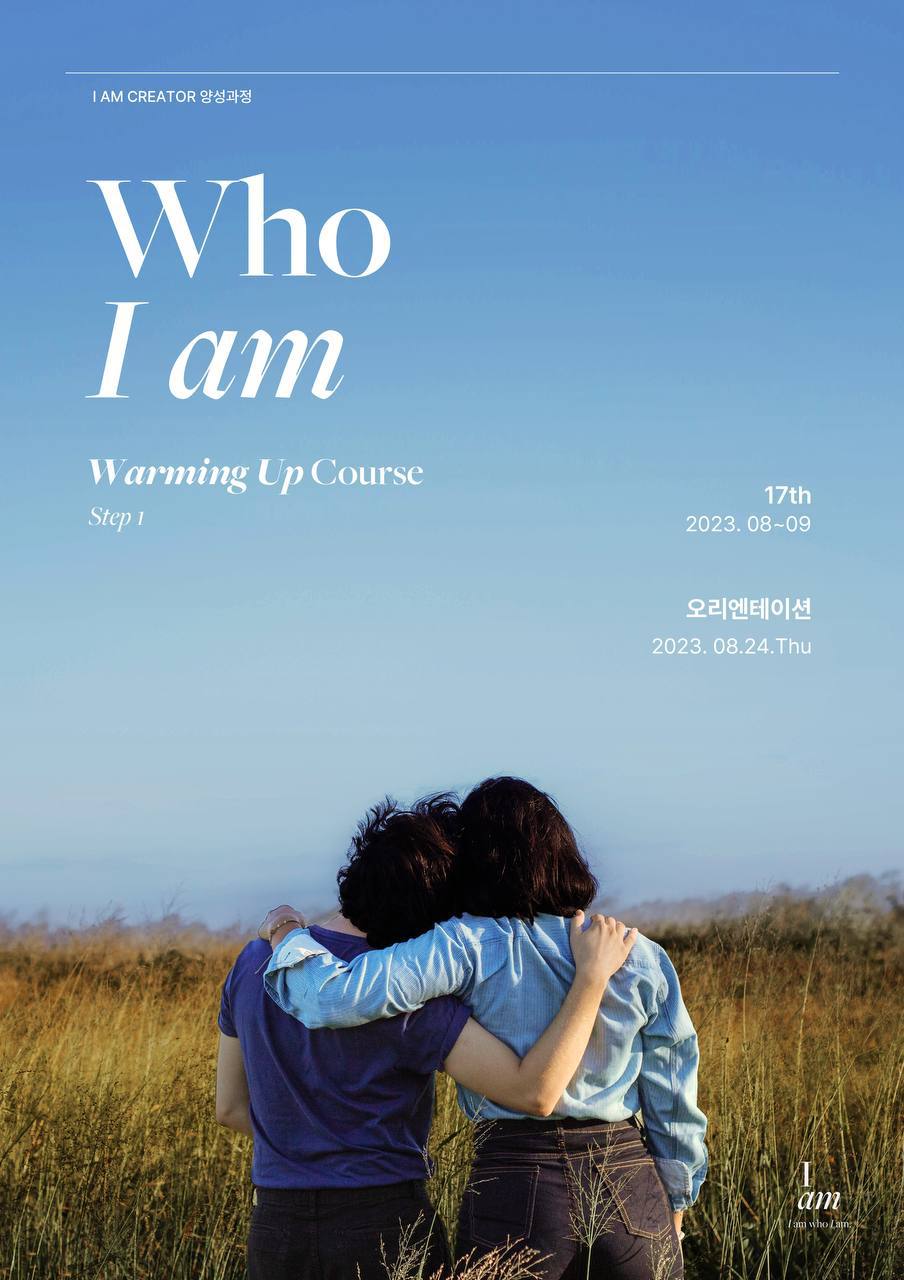 I AM CREATOR 양성과정
Who
I am
Warming Up Course
Step 1
17th
2023. 08~09
오리엔테이션
2023. 08.24.Thu
I
am
I am who I am.